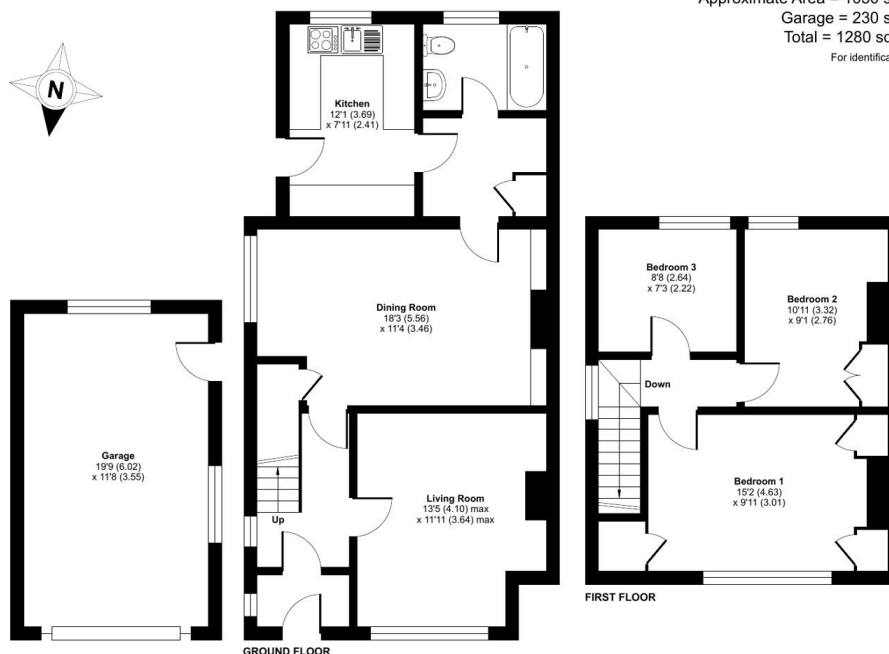 Approximate Area = 1050 s
Garage = 230 s
Total = 1280 sq
For identifica
N
Kitchen
12'1 (3.69)
x 7'11 (2.41)
Dining Room
18'3 (5.56)
x 11'4 (3.46)
Garage
19'9 (6.02)
x 11'8 (3.55)
Up
Living Room
13'5 (4.10) max
x 11'11 (3.64) max
GROUND FLOOR
Bedroom 3
8'8 (2.64)
x 7'3 (2.22)
Bedroom 2
10'11 (3.32)
x 9'1 (2.76)
Down
Bedroom 1
15'2 (4.63)
x 9'11 (3.01)
FIRST FLOOR